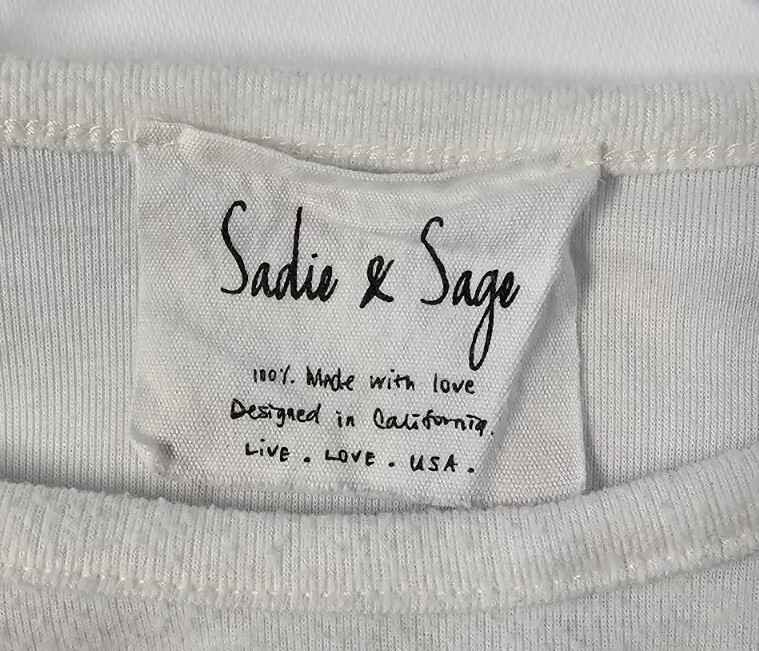 Sadie & Sage
100% Made with love
Designed in California.
LIVE . LOVE . USA .